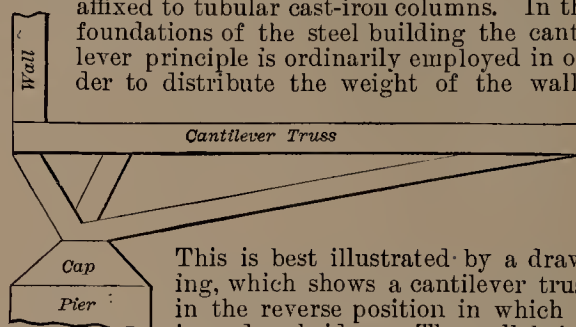 affixed to tubular cast-iron columns. In th
foundations of the steel building the cant
lever principle is ordinarily employed in o
der to distribute the weight of the wall
Wall
Cantilever Truss
This is best illustrated by a draw
ing, which shows a cantilever trus
Cap
in the reverse position in which
Pier